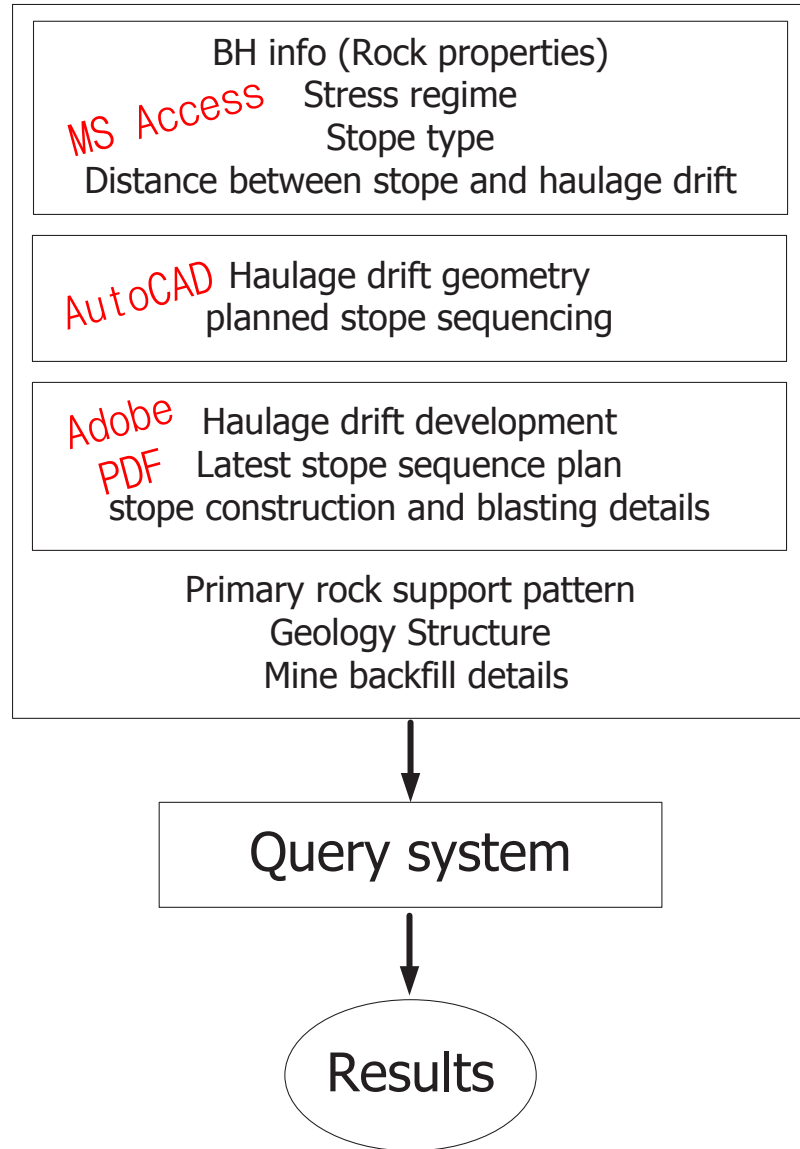 BH info (Rock properties)
MS Access
Stress regime
Stope type
Distance between stope and haulage drift
AutoCAD
Haulage drift geometry
planned stope sequencing
Adobe
PDF
Haulage drift development
Latest stope sequence plan
stope construction and blasting details
Primary rock support pattern
Geology Structure
Mine backfill details
Query system
Results